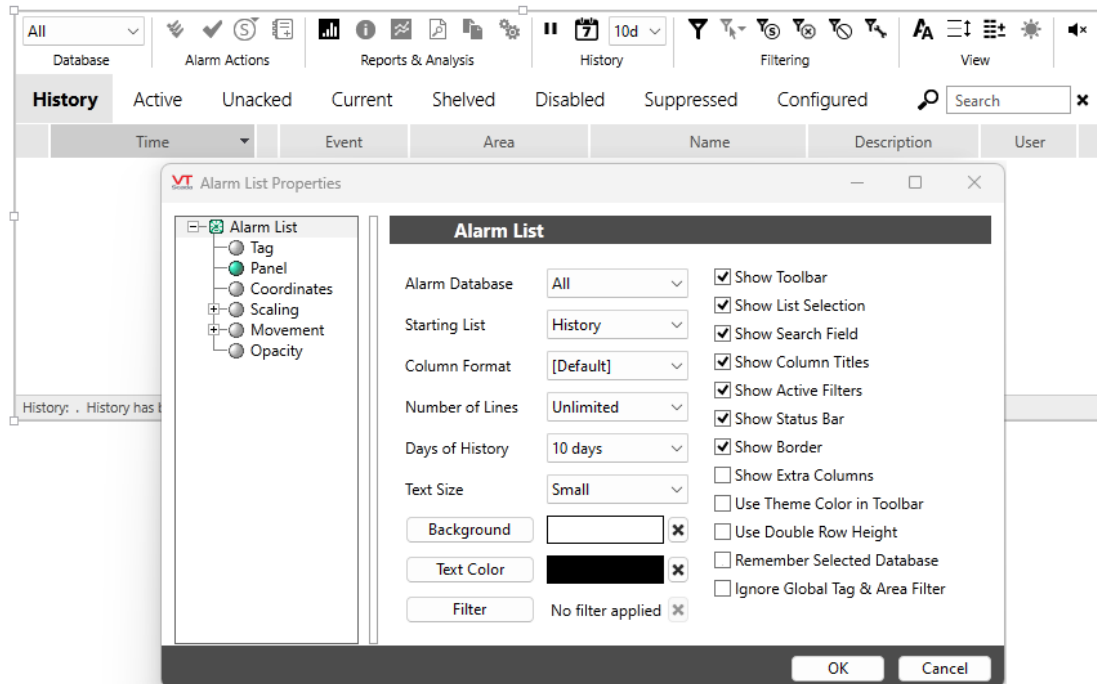 All
10d
Database
Alarm Actions
Reports & Analysis
History
Filtering
View
History Active Unacked Current Shelved Disabled Suppressed Configured Search
Time Event Area Name Description User
VTScada Alarm List Properties
Alarm List
Tag
Panel
Coordinates
Scaling
Movement
Opacity
Alarm List
Alarm Database All
Starting List History
Column Format [Default]
Number of Lines Unlimited
Days of History 10 days
Text Size Small
Background
Text Color
Filter No filter applied
Show Toolbar
Show List Selection
Show Search Field
Show Column Titles
Show Active Filters
Show Status Bar
Show Border
Show Extra Columns
Use Theme Color in Toolbar
Use Double Row Height
Remember Selected Database
Ignore Global Tag & Area Filter
History: . History has
OK Cancel